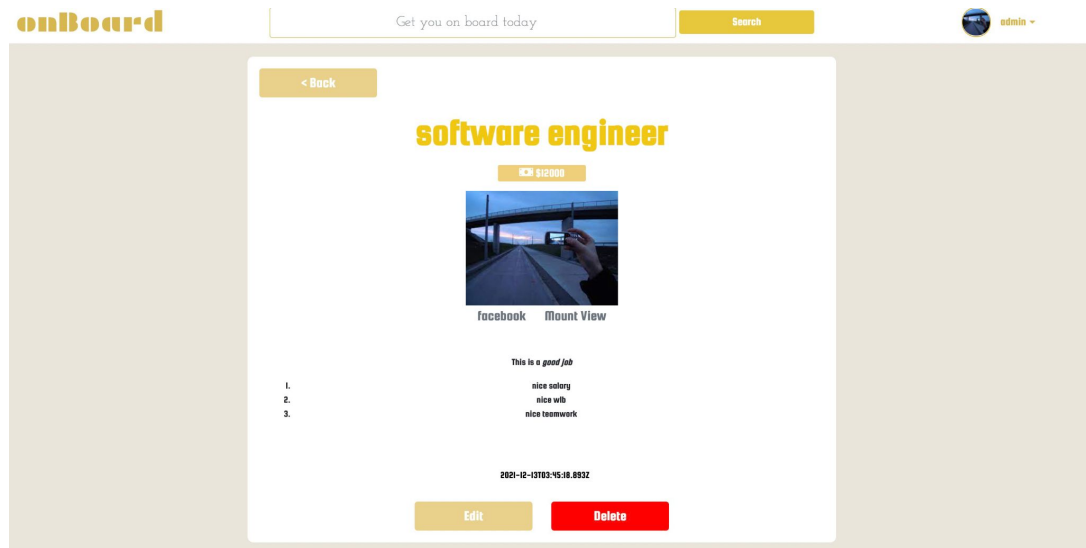 onBoard
Get you on board today
Search
admin
< Back
software engineer
$12000
facebook Mount View
This is a good job
1. nice salary
2. nice wlb
3. nice teamwork
2021-12-13T03:45:18.893Z
Edit
Delete